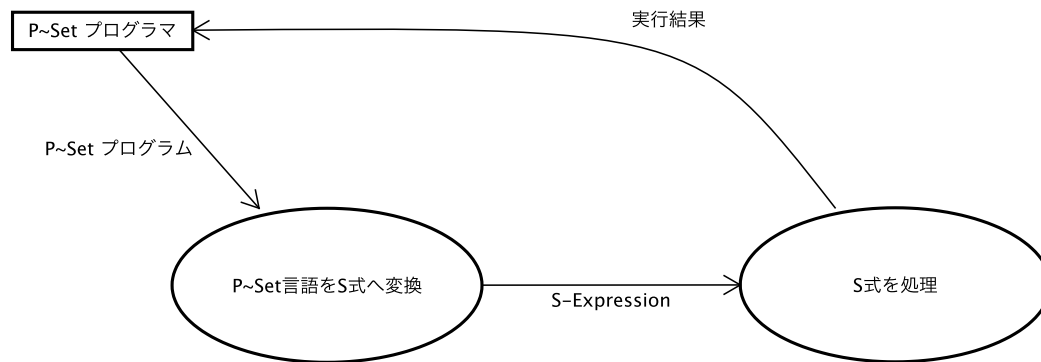 P~Set プログラマ
実行結果
P~Set プログラム
P~Set言語をS式へ変換
S-Expression
S式を処理